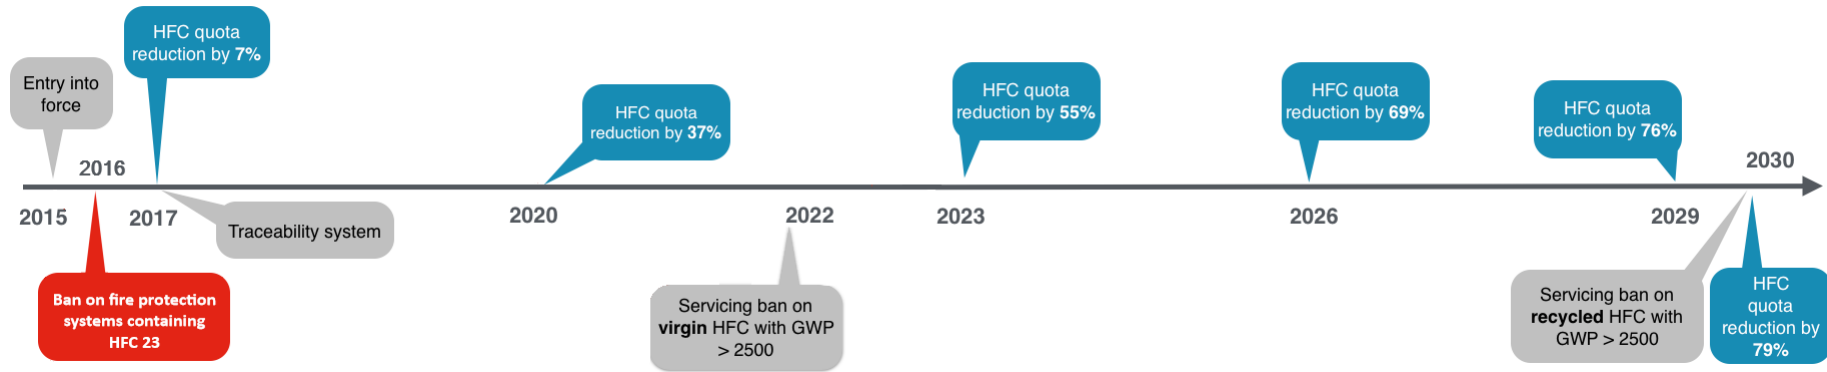 HFC quota
reduction by 7%
Entry into
force
HFC quota
reduction by 37%
HFC quota
reduction by 55%
HFC quota
reduction by 69%
HFC quota
reduction by 76%
2016
2030
2015
2017
2020
2022
2023
2026
2029
Traceability system
Ban on fire protection
systems containing
HFC 23
Servicing ban on
virgin HFC with GWP
> 2500
Servicing ban on
recycled HFC with
GWP > 2500
HFC
quota
reduction by
79%